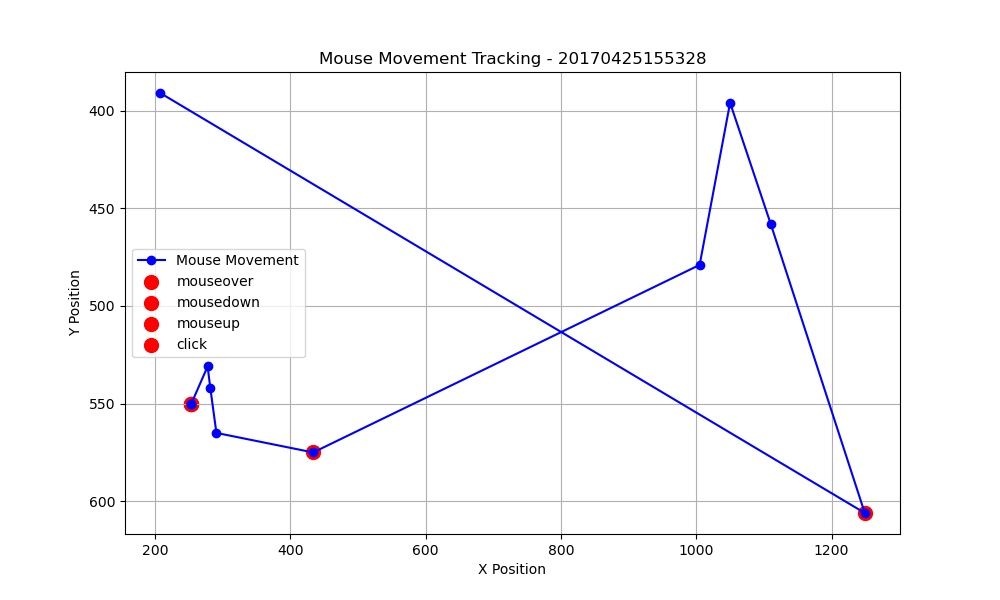 Mouse Movement Tracking - 20170425155328
400
450
500
550
600
Y Position
Mouse Movement
mouseover
mousedown
mouseup
click
200
400
600
800
1000
1200
X Position